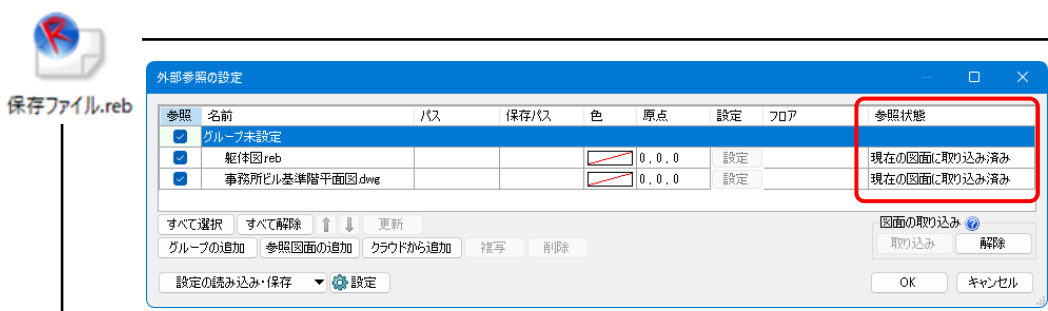 保存ファイル.reb
外部参照の設定
参照 名前 パス 保存パス 色 原点 設定 フロア 参照状態
グループ未設定
躯体図.reb 0, 0, 0 設定 現在の図面に取り込み済み
事務所ビル基準階平面図.dwg 0, 0, 0 設定 現在の図面に取り込み済み
すべて選択 すべて解除 更新 図面の取り込み
グループの追加 参照図面の追加 クラウドから追加 複写 削除 取り込み 解除
設定の読み込み・保存 設定 OK キャンセル